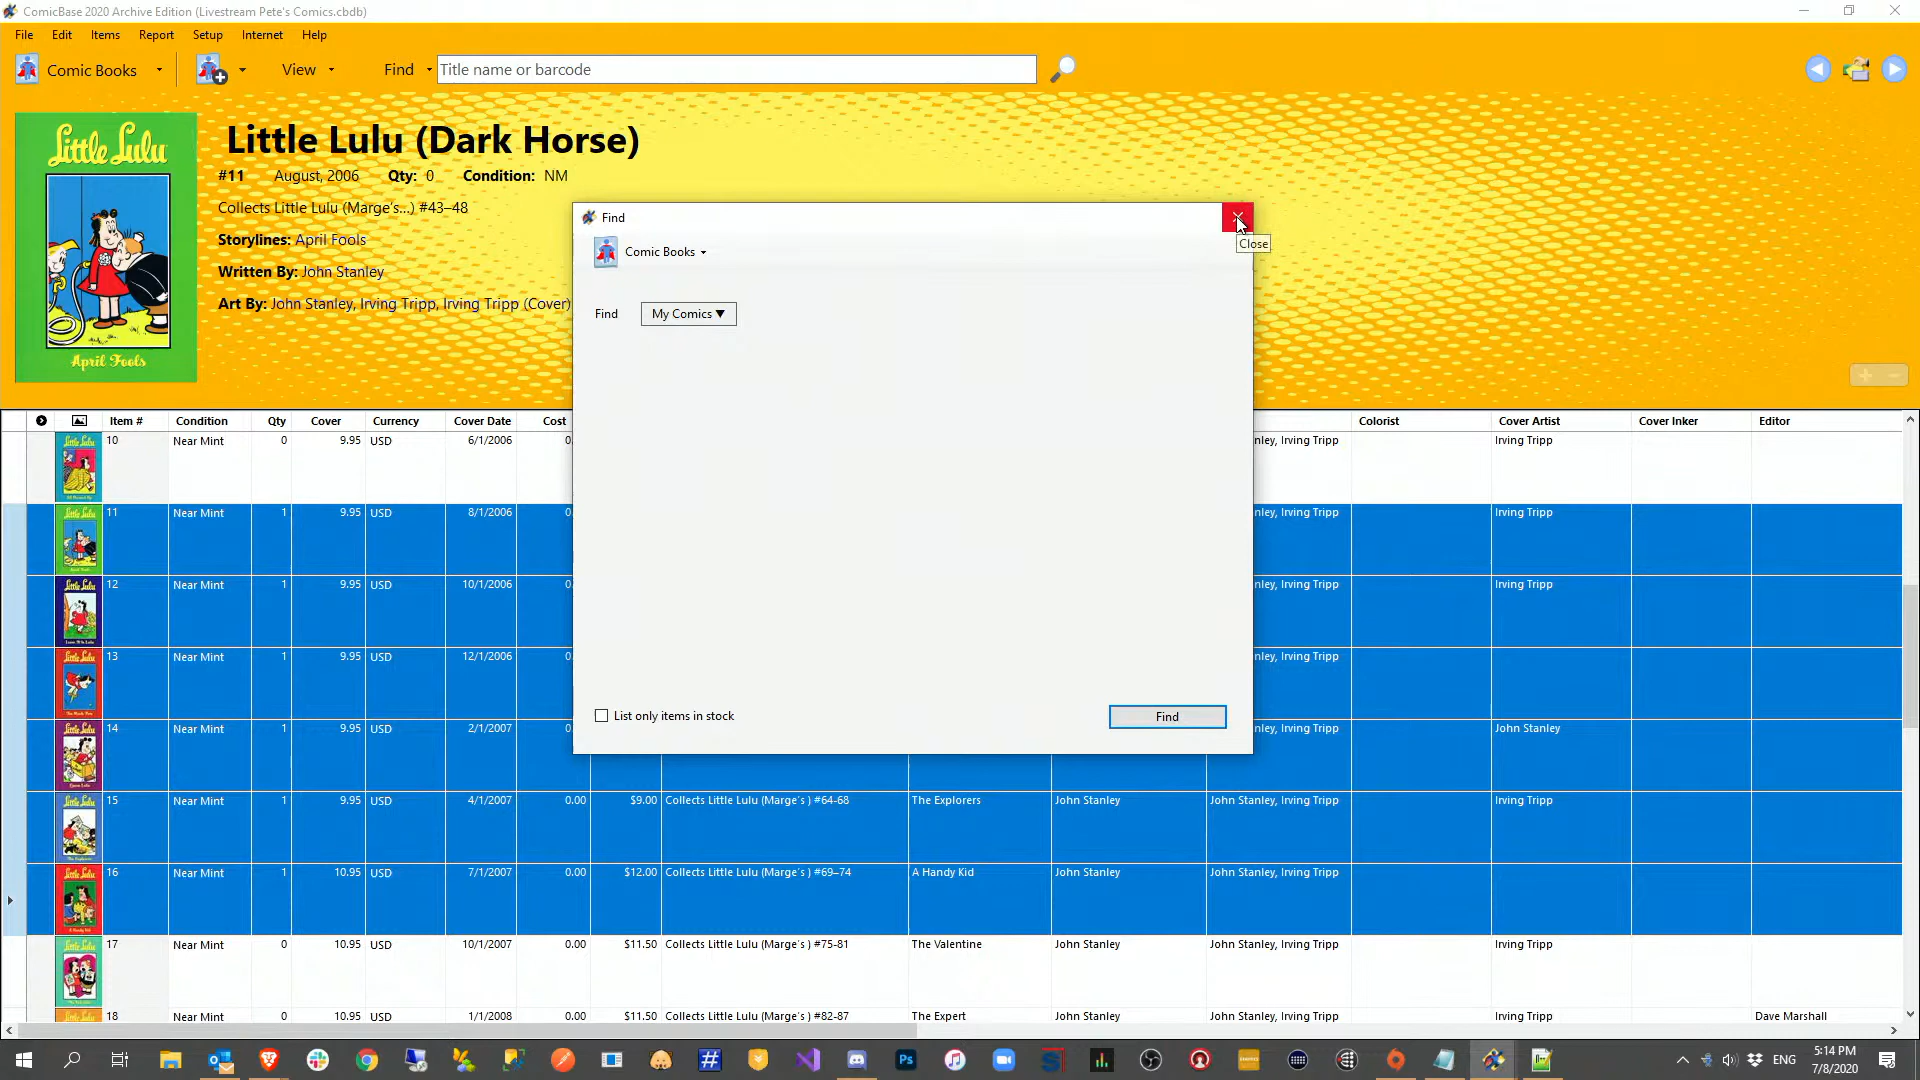 ComicBase 2020 Archive Edition (Livestream Pete's Comics.cbdb)
File Edit Items Report Setup Internet Help
Comic Books View Find Title name or barcode
Little Lulu (Dark Horse)
#11 August, 2006 Qty: 0 Condition: NM
Collects Little Lulu (Marge's...) #43–48
Storylines: April Fools
Written By: John Stanley
Art By: John Stanley, Irving Tripp, Irving Tripp (Cover)
Little Lulu
April Fools
Find
Close
Comic Books
Find My Comics ▼
List only items in stock
Find
Item # Condition Qty Cover Currency Cover Date Cost Colorist Cover Artist Cover Inker Editor
10 Near Mint 0 9.95 USD 6/1/2006 0 nley, Irving Tripp Irving Tripp
11 Near Mint 1 9.95 USD 8/1/2006 0 nley, Irving Tripp Irving Tripp
12 Near Mint 1 9.95 USD 10/1/2006 0 nley, Irving Tripp Irving Tripp
13 Near Mint 1 9.95 USD 12/1/2006 0 nley, Irving Tripp
14 Near Mint 1 9.95 USD 2/1/2007 0 nley, Irving Tripp John Stanley
15 Near Mint 1 9.95 USD 4/1/2007 0.00 $9.00 Collects Little Lulu (Marge's ) #64-68 The Explorers John Stanley John Stanley, Irving Tripp Irving Tripp
16 Near Mint 1 10.95 USD 7/1/2007 0.00 $12.00 Collects Little Lulu (Marge's ) #69–74 A Handy Kid John Stanley John Stanley, Irving Tripp
17 Near Mint 0 10.95 USD 10/1/2007 0.00 $11.50 Collects Little Lulu (Marge's ) #75-81 The Valentine John Stanley John Stanley, Irving Tripp Irving Tripp
18 Near Mint 0 10.95 USD 1/1/2008 0.00 $11.50 Collects Little Lulu (Marge's ) #82-87 The Expert John Stanley John Stanley, Irving Tripp Irving Tripp Dave Marshall
Ps
ENG
5:14 PM
7/8/2020